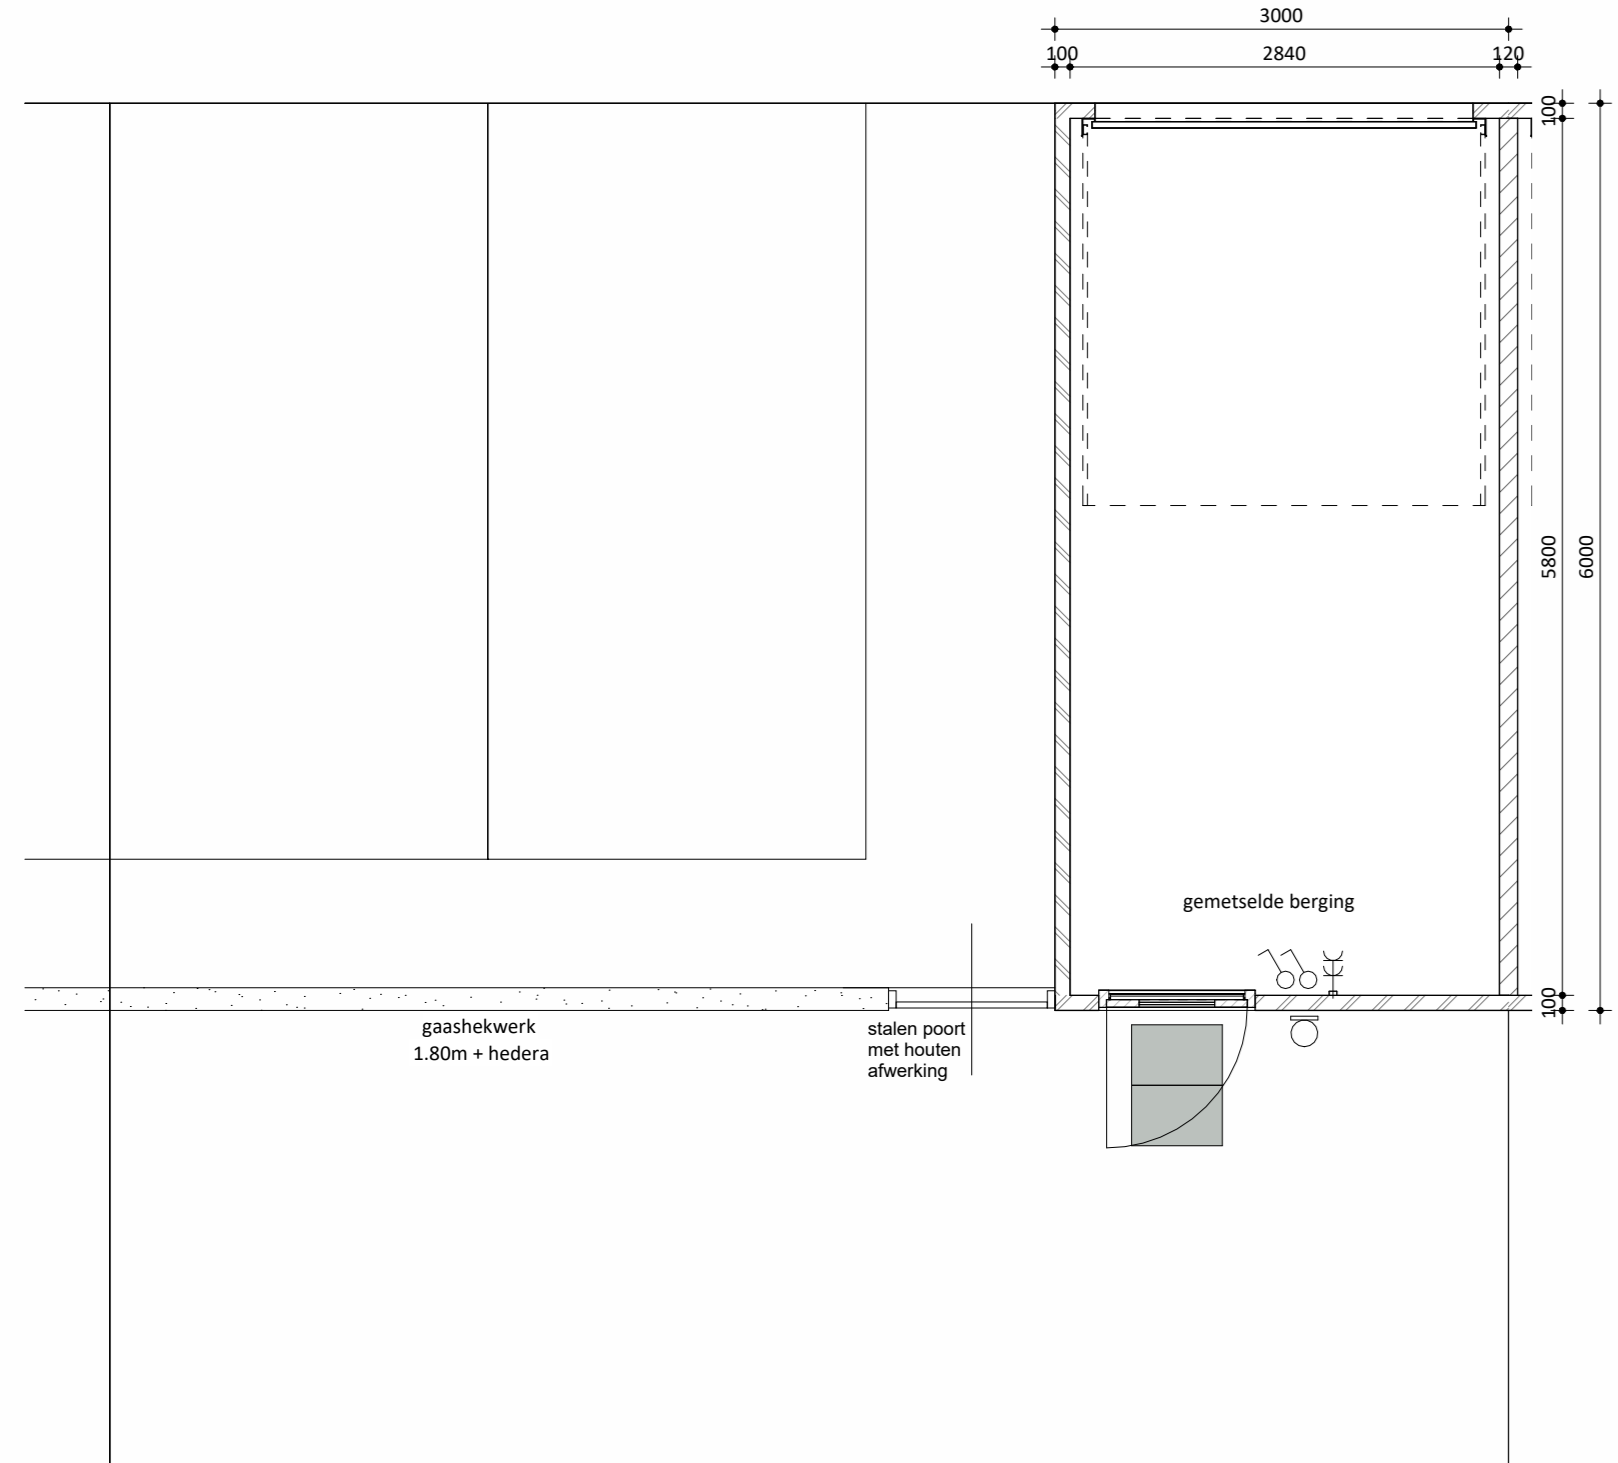 3000
100
2840
120
100
5800
6000
gemetselde berging
100
gaashekwerk
1.80m + hedera
stalen poort
met houten
afwerking